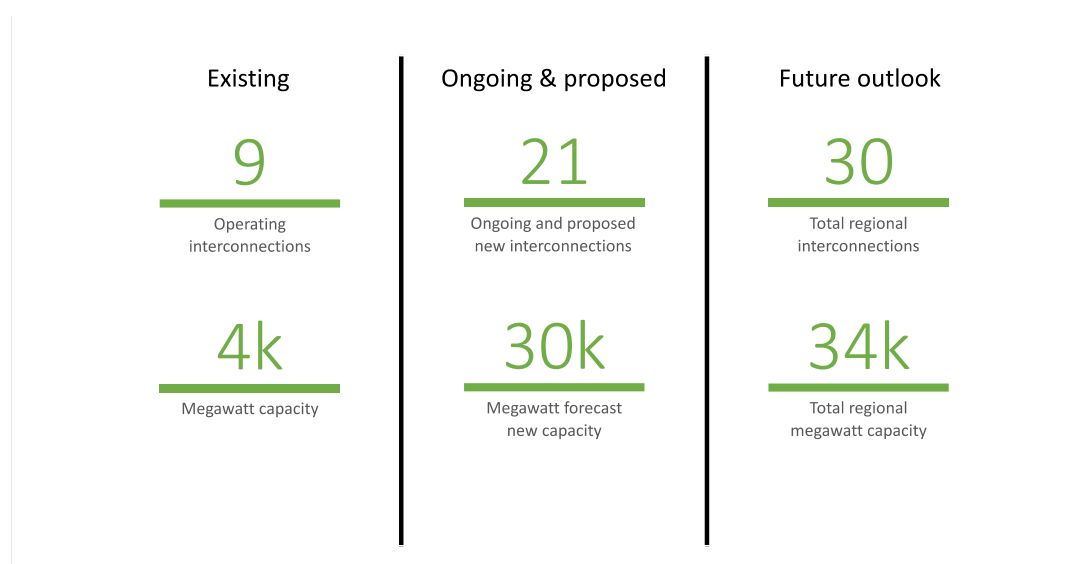 Existing
9
Operating
interconnections
4k
Megawatt capacity
Ongoing & proposed
21
Ongoing and proposed
new interconnections
30k
Megawatt forecast
new capacity
Future outlook
30
Total regional
interconnections
34k
Total regional
megawatt capacity